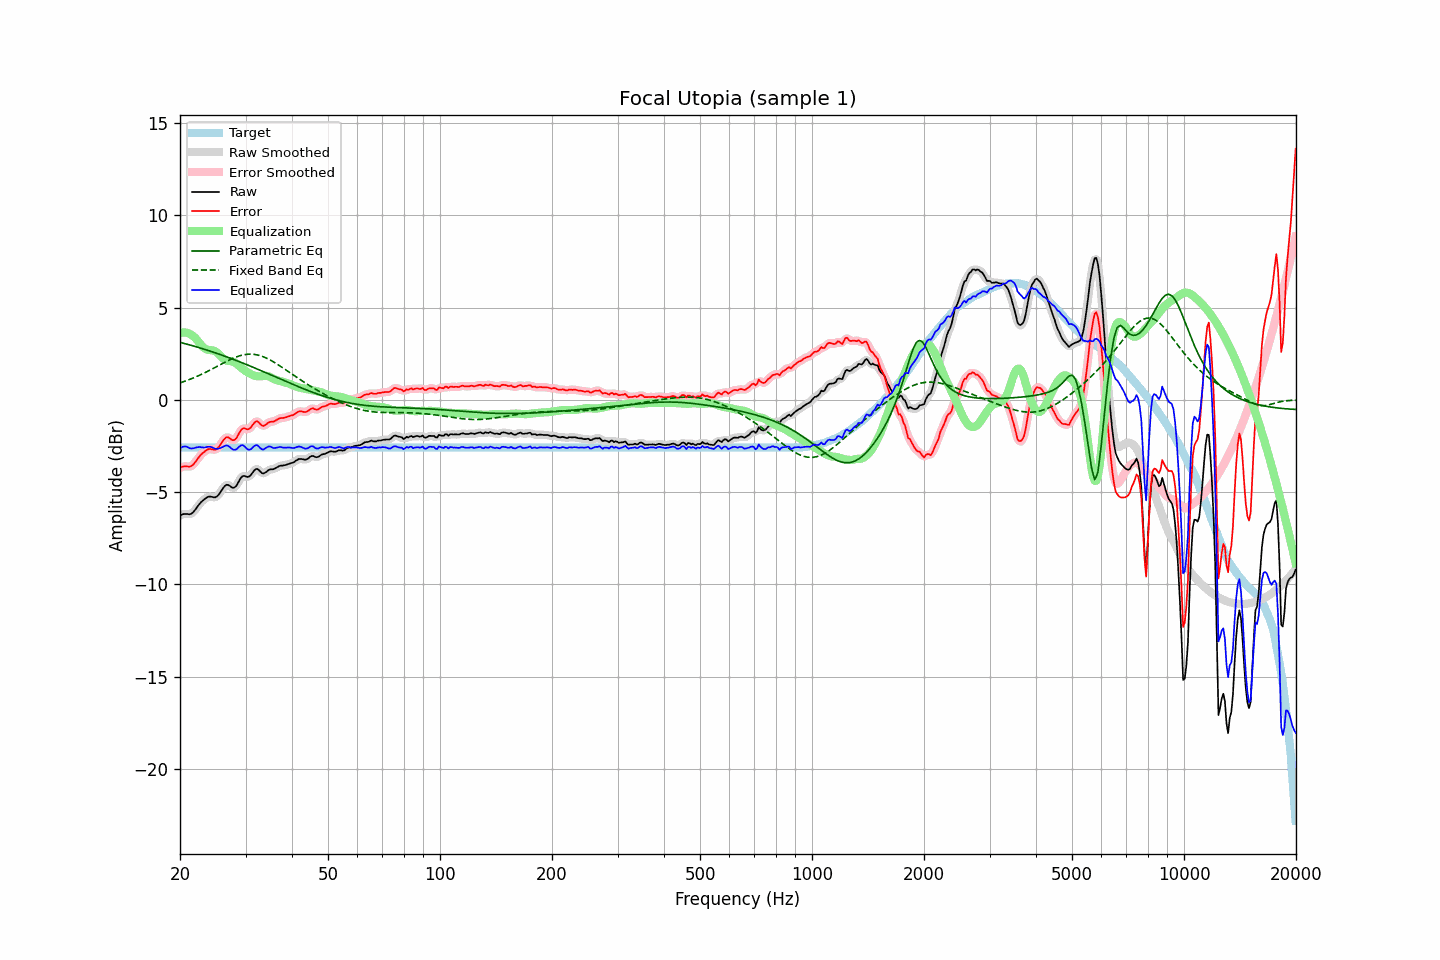 Focal Utopia (sample 1)
Target
Raw Smoothed
Error Smoothed
Raw
Error
Equalization
Parametric Eq
Fixed Band Eq
Equalized
15
10
5
0
−5
−10
−15
−20
Amplitude (dBr)
20 50 100 200 500 1000 2000 5000 10000 20000
Frequency (Hz)